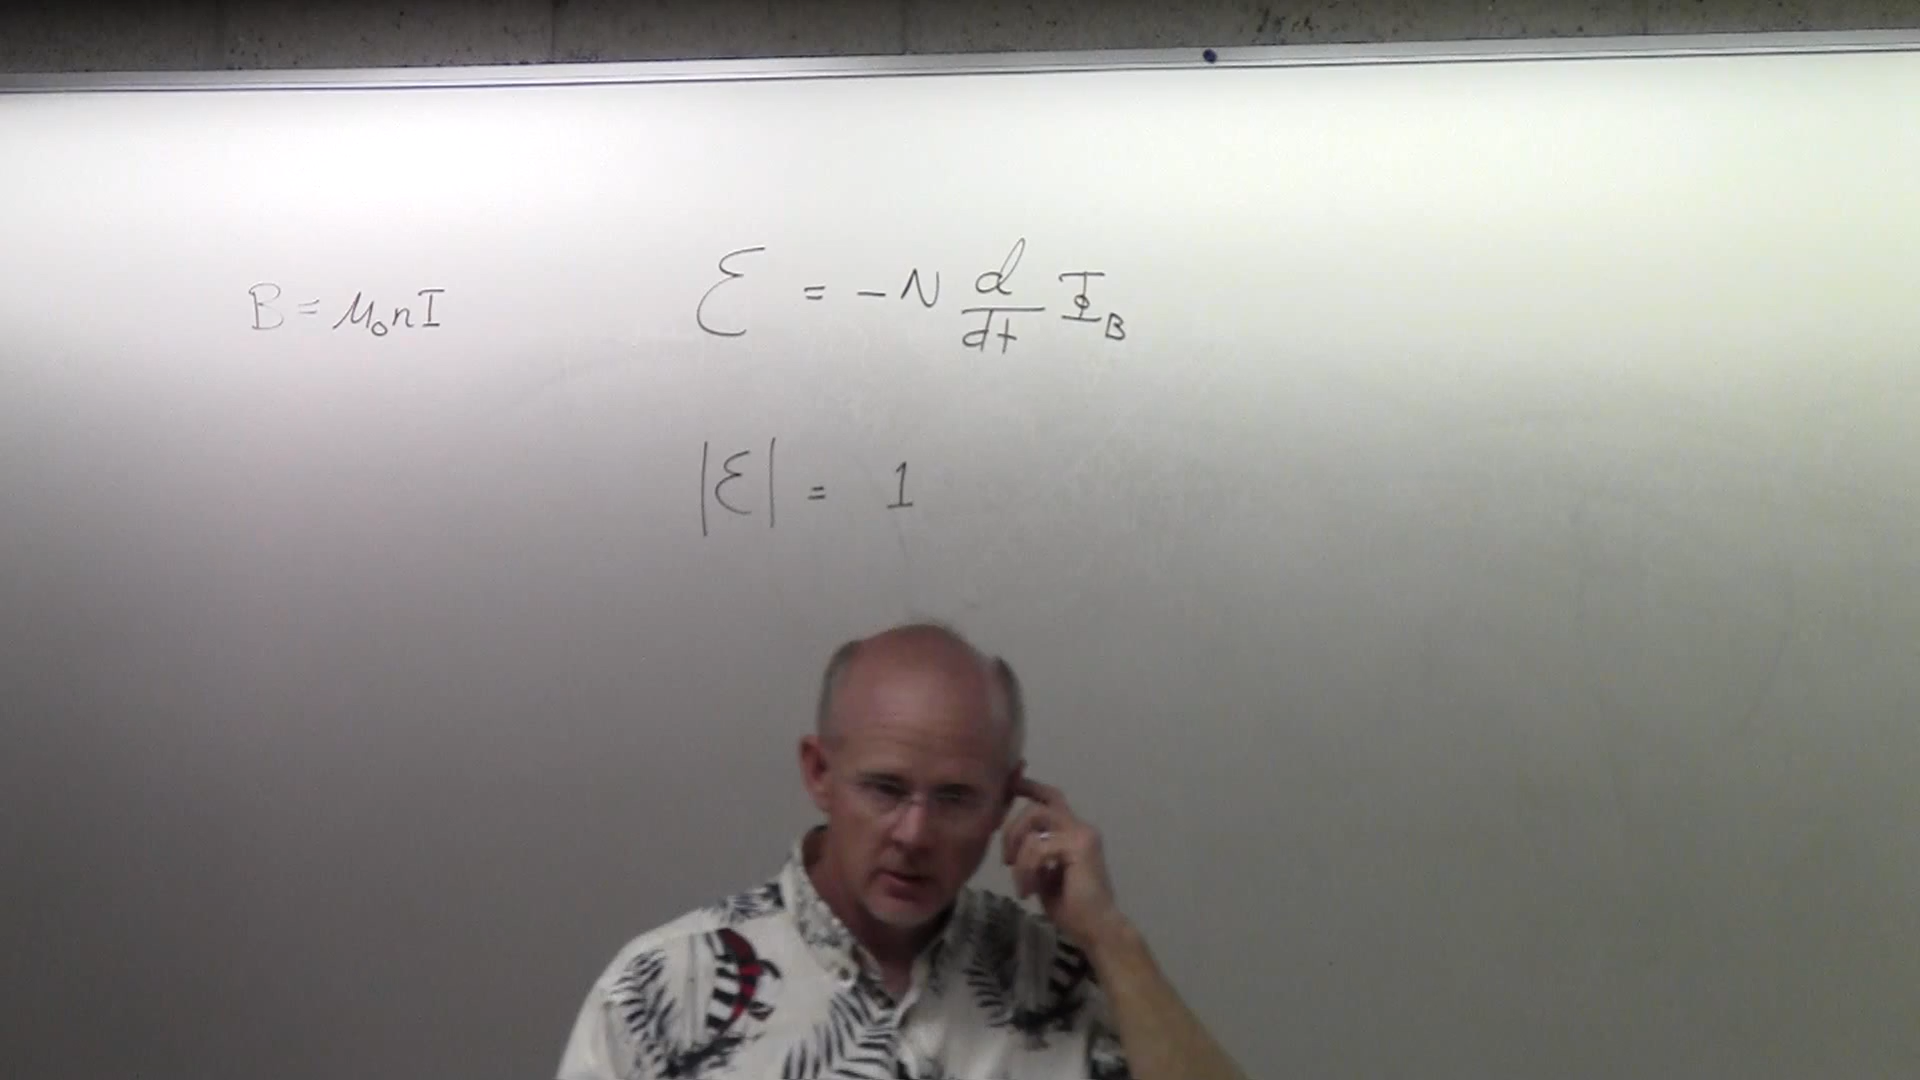 B = μ₀nI
ℰ = -N d/dt Φ_B
|ℰ| = 1